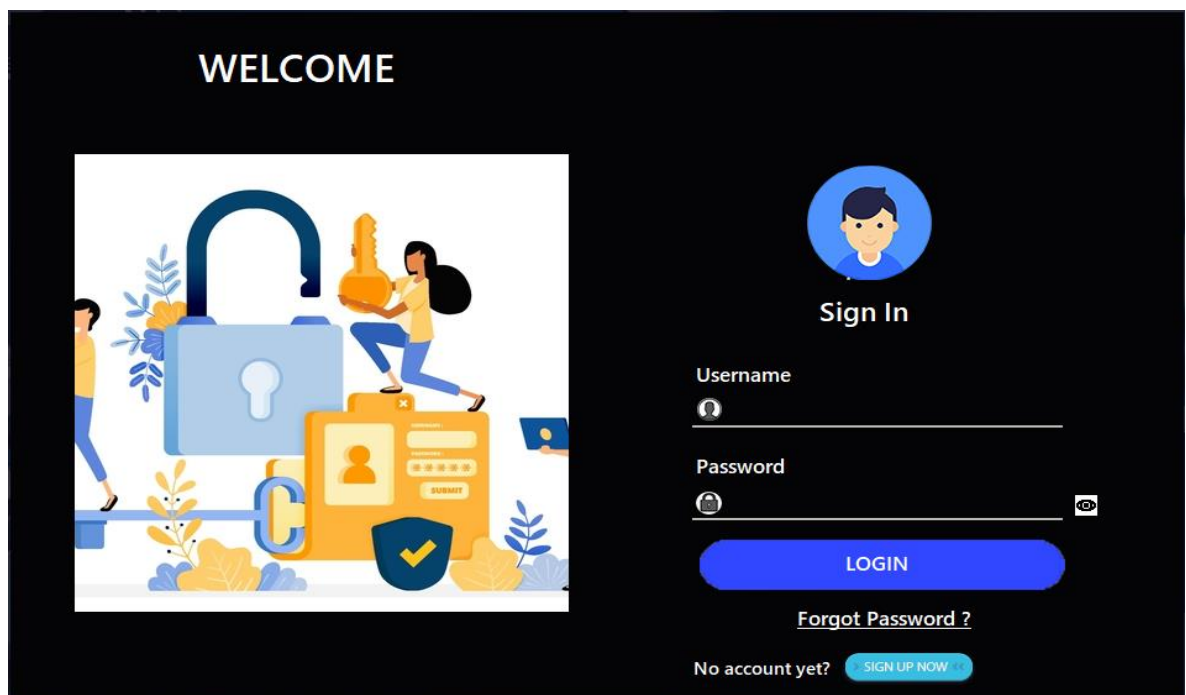 WELCOME
Sign In
Username
Password
SUBMIT
LOGIN
Forgot Password ?
No account yet? SIGN UP NOW